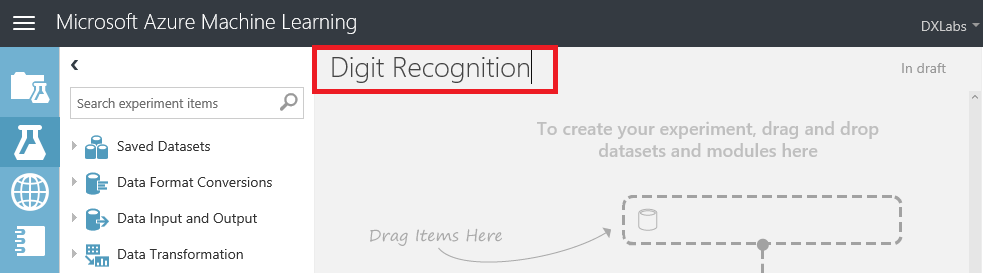 Microsoft Azure Machine Learning
DXLabs
Digit Recognition
In draft
Search experiment items
Saved Datasets
Data Format Conversions
Data Input and Output
Data Transformation
To create your experiment, drag and drop
datasets and modules here
Drag Items Here